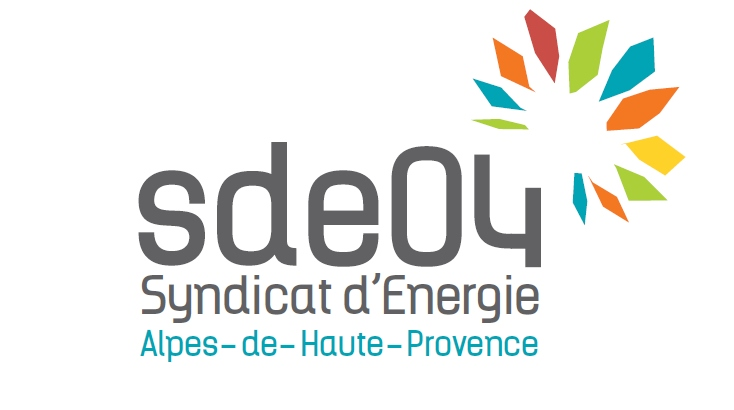 sde04
Syndicat d'Energie
Alpes-de-Haute-Provence